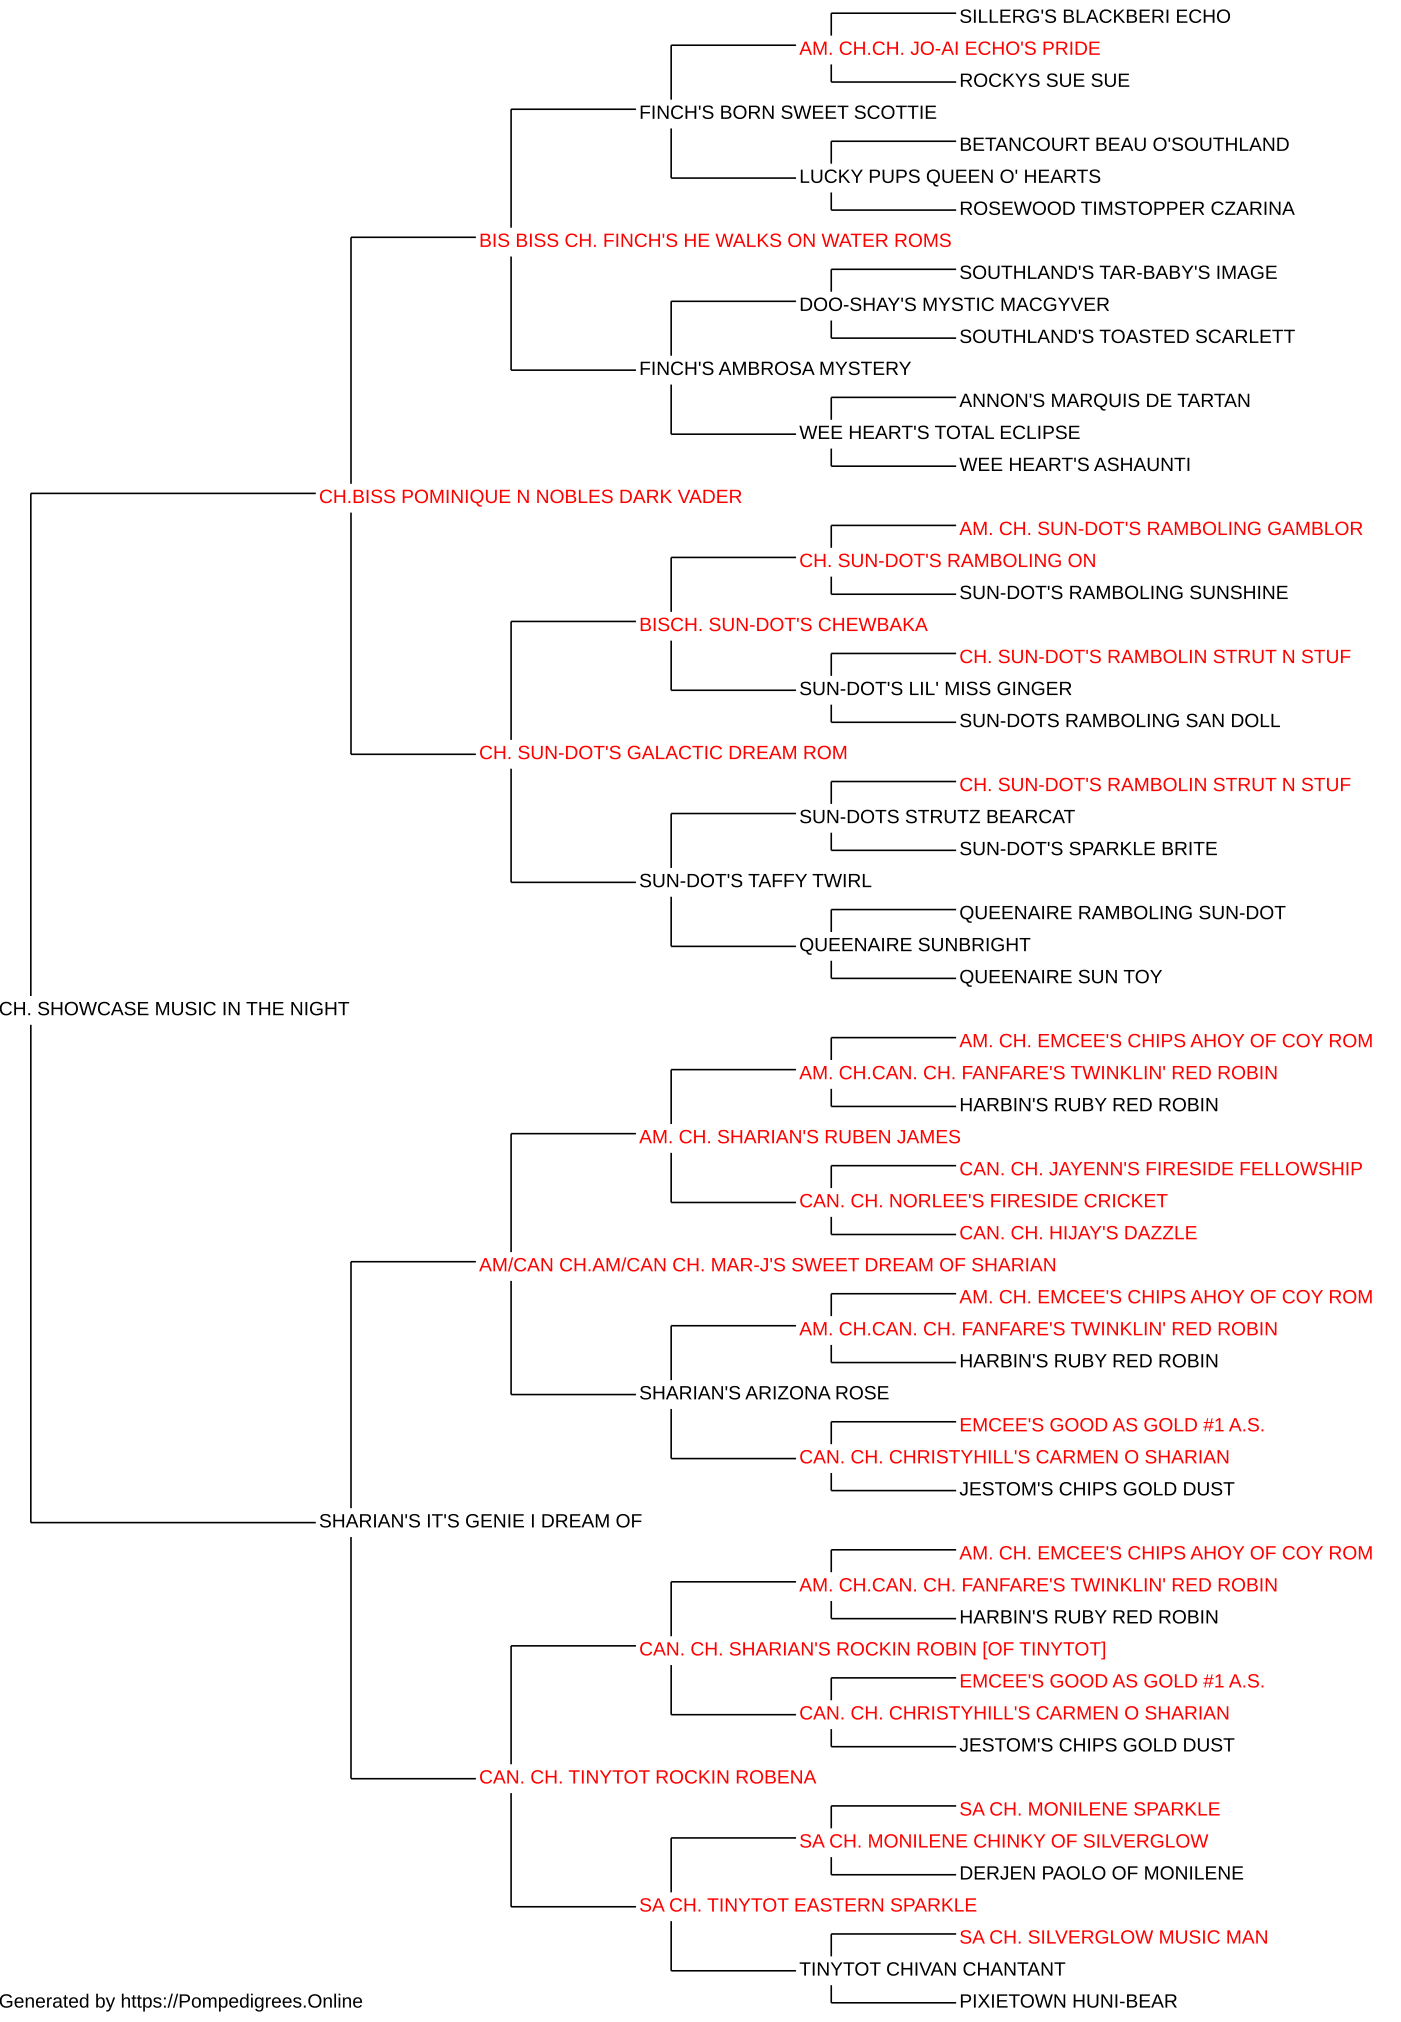 SILLERG'S BLACKBERI ECHO
AM. CH.CH. JO-AI ECHO'S PRIDE
ROCKYS SUE SUE
FINCH'S BORN SWEET SCOTTIE
BETANCOURT BEAU O'SOUTHLAND
LUCKY PUPS QUEEN O' HEARTS
ROSEWOOD TIMSTOPPER CZARINA
BIS BISS CH. FINCH'S HE WALKS ON WATER ROMS
SOUTHLAND'S TAR-BABY'S IMAGE
DOO-SHAY'S MYSTIC MACGYVER
SOUTHLAND'S TOASTED SCARLETT
FINCH'S AMBROSA MYSTERY
ANNON'S MARQUIS DE TARTAN
WEE HEART'S TOTAL ECLIPSE
WEE HEART'S ASHAUNTI
CH.BISS POMINIQUE N NOBLES DARK VADER
AM. CH. SUN-DOT'S RAMBOLING GAMBLOR
CH. SUN-DOT'S RAMBOLING ON
SUN-DOT'S RAMBOLING SUNSHINE
BISCH. SUN-DOT'S CHEWBAKA
CH. SUN-DOT'S RAMBOLIN STRUT N STUF
SUN-DOT'S LIL' MISS GINGER
SUN-DOTS RAMBOLING SAN DOLL
CH. SUN-DOT'S GALACTIC DREAM ROM
CH. SUN-DOT'S RAMBOLIN STRUT N STUF
SUN-DOTS STRUTZ BEARCAT
SUN-DOT'S SPARKLE BRITE
SUN-DOT'S TAFFY TWIRL
QUEENAIRE RAMBOLING SUN-DOT
QUEENAIRE SUNBRIGHT
QUEENAIRE SUN TOY
CH. SHOWCASE MUSIC IN THE NIGHT
AM. CH. EMCEE'S CHIPS AHOY OF COY ROM
AM. CH.CAN. CH. FANFARE'S TWINKLIN' RED ROBIN
HARBIN'S RUBY RED ROBIN
AM. CH. SHARIAN'S RUBEN JAMES
CAN. CH. JAYENN'S FIRESIDE FELLOWSHIP
CAN. CH. NORLEE'S FIRESIDE CRICKET
CAN. CH. HIJAY'S DAZZLE
AM/CAN CH.AM/CAN CH. MAR-J'S SWEET DREAM OF SHARIAN
AM. CH. EMCEE'S CHIPS AHOY OF COY ROM
AM. CH.CAN. CH. FANFARE'S TWINKLIN' RED ROBIN
HARBIN'S RUBY RED ROBIN
SHARIAN'S ARIZONA ROSE
EMCEE'S GOOD AS GOLD #1 A.S.
CAN. CH. CHRISTYHILL'S CARMEN O SHARIAN
JESTOM'S CHIPS GOLD DUST
SHARIAN'S IT'S GENIE I DREAM OF
AM. CH. EMCEE'S CHIPS AHOY OF COY ROM
AM. CH.CAN. CH. FANFARE'S TWINKLIN' RED ROBIN
HARBIN'S RUBY RED ROBIN
CAN. CH. SHARIAN'S ROCKIN ROBIN [OF TINYTOT]
EMCEE'S GOOD AS GOLD #1 A.S.
CAN. CH. CHRISTYHILL'S CARMEN O SHARIAN
JESTOM'S CHIPS GOLD DUST
CAN. CH. TINYTOT ROCKIN ROBENA
SA CH. MONILENE SPARKLE
SA CH. MONILENE CHINKY OF SILVERGLOW
DERJEN PAOLO OF MONILENE
SA CH. TINYTOT EASTERN SPARKLE
SA CH. SILVERGLOW MUSIC MAN
TINYTOT CHIVAN CHANTANT
PIXIETOWN HUNI-BEAR
Generated by https://Pompedigrees.Online